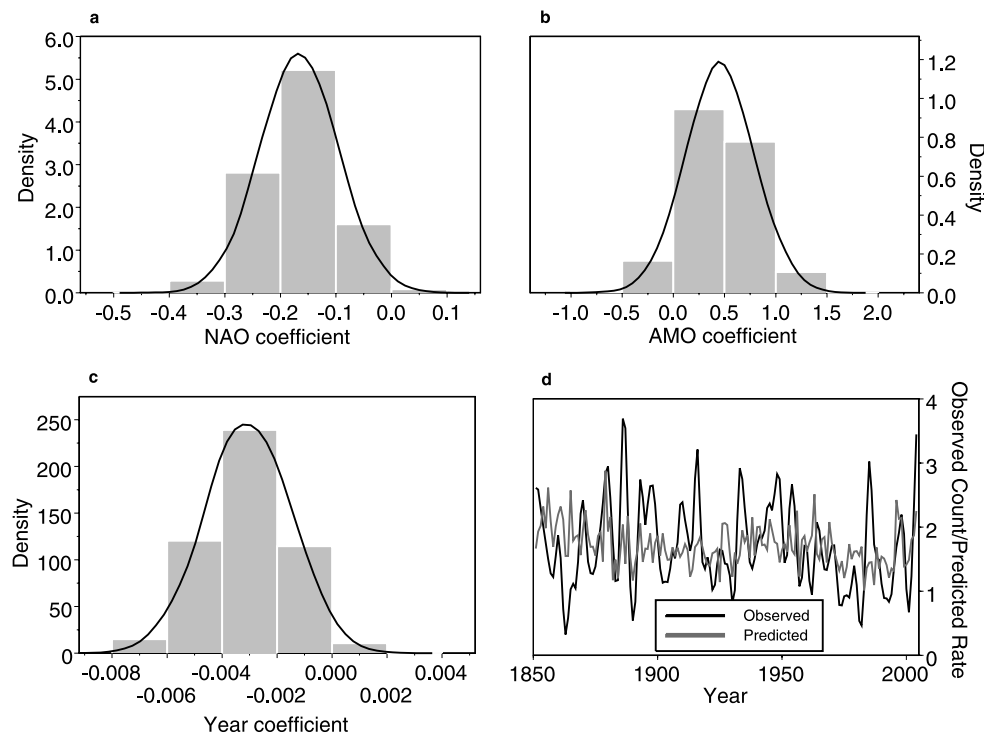 a
6.0
5.0
4.0
3.0
2.0
1.0
0.0
Density
-0.5 -0.4 -0.3 -0.2 -0.1 0.0 0.1
NAO coefficient
b
1.2
1.0
0.8
0.6
0.4
0.2
0.0
Density
-1.0 -0.5 0.0 0.5 1.0 1.5 2.0
AMO coefficient
c
250
200
150
100
50
0
Density
-0.008 -0.004 0.000 0.004
-0.006 -0.002 0.002
Year coefficient
d
4
3
2
1
0
Observed Count/Predicted Rate
Observed
Predicted
1850 1900 1950 2000
Year